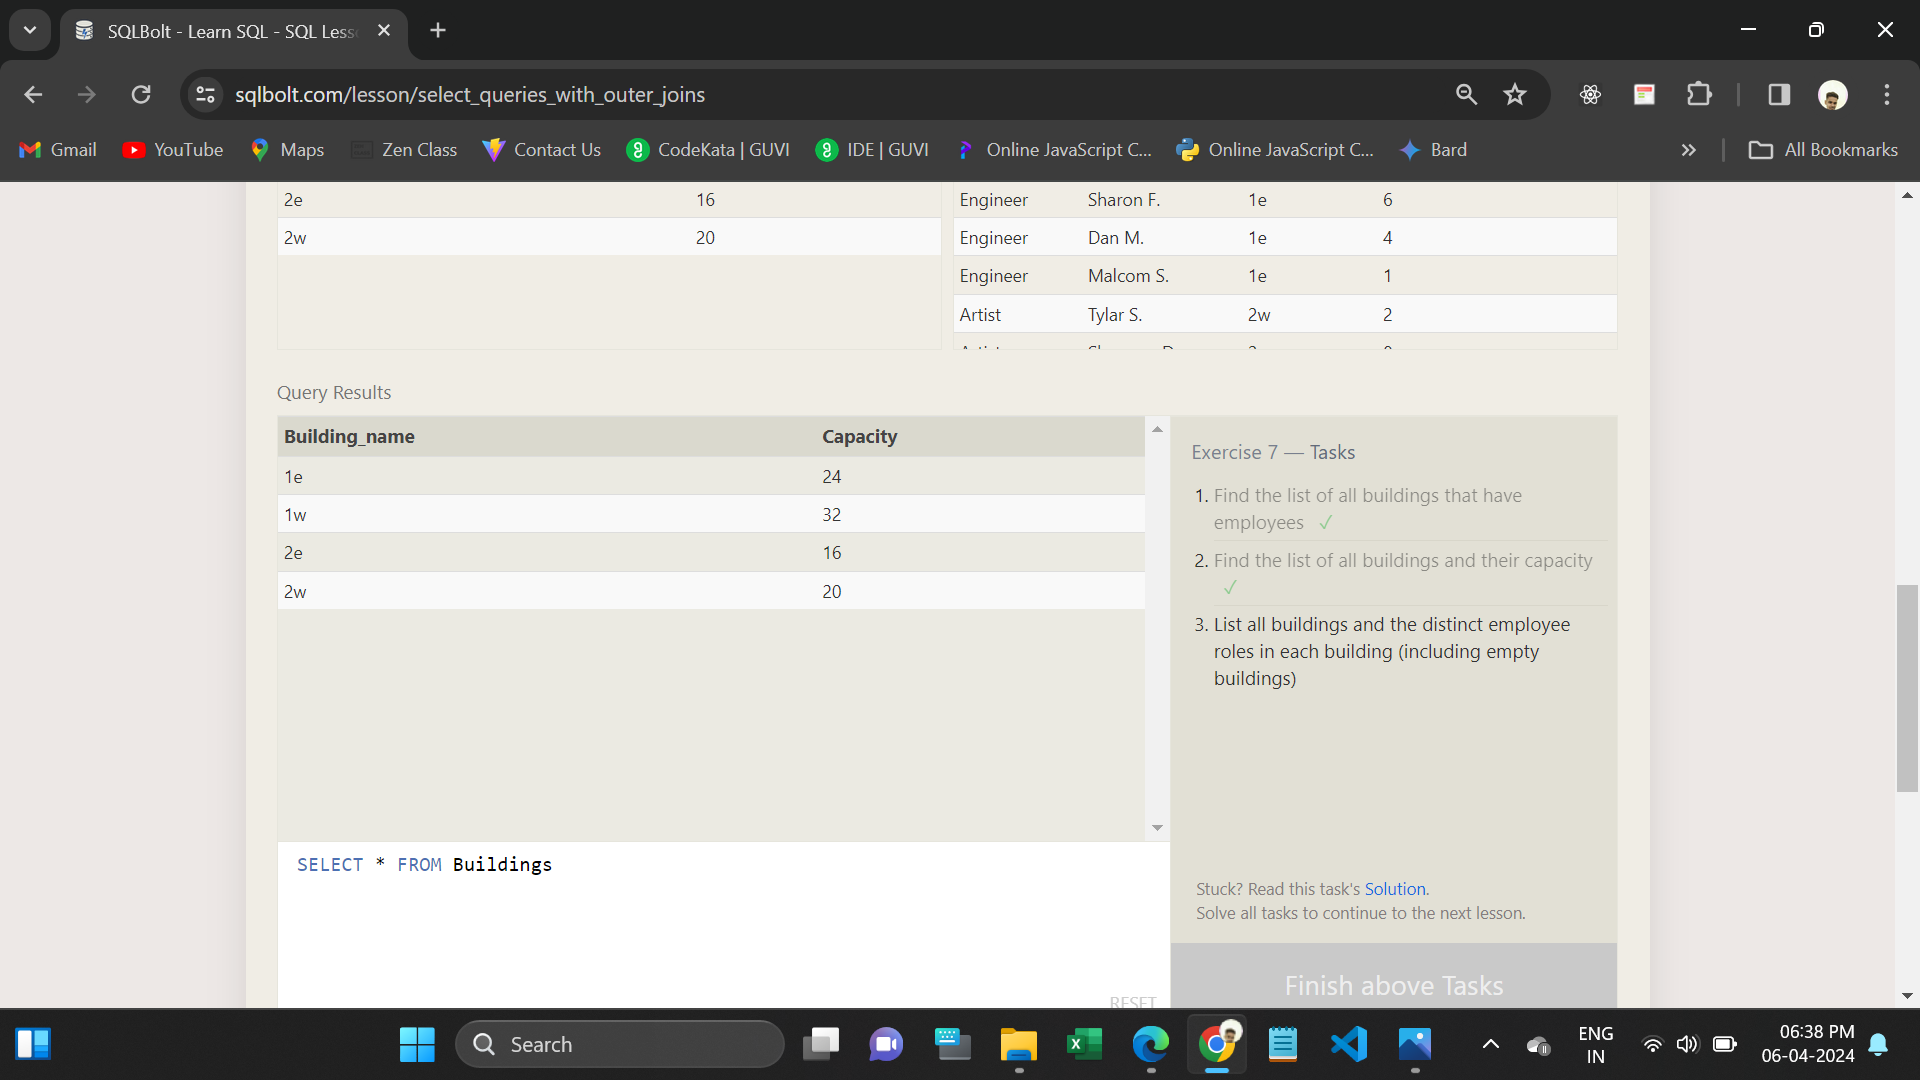 SQLBolt - Learn SQL - SQL Less
sqlbolt.com/lesson/select_queries_with_outer_joins
Gmail YouTube Maps Zen Class Contact Us CodeKata | GUVI IDE | GUVI Online JavaScript C... Online JavaScript C... Bard » All Bookmarks
2e 16
2w 20
Engineer Sharon F. 1e 6
Engineer Dan M. 1e 4
Engineer Malcom S. 1e 1
Artist Tylar S. 2w 2
Query Results
Building_name Capacity
1e 24
1w 32
2e 16
2w 20
Exercise 7 — Tasks
1. Find the list of all buildings that have
employees ✓
2. Find the list of all buildings and their capacity
✓
3. List all buildings and the distinct employee
roles in each building (including empty
buildings)
SELECT * FROM Buildings
RESET
Stuck? Read this task's Solution.
Solve all tasks to continue to the next lesson.
Finish above Tasks
Search
ENG
IN
06:38 PM
06-04-2024